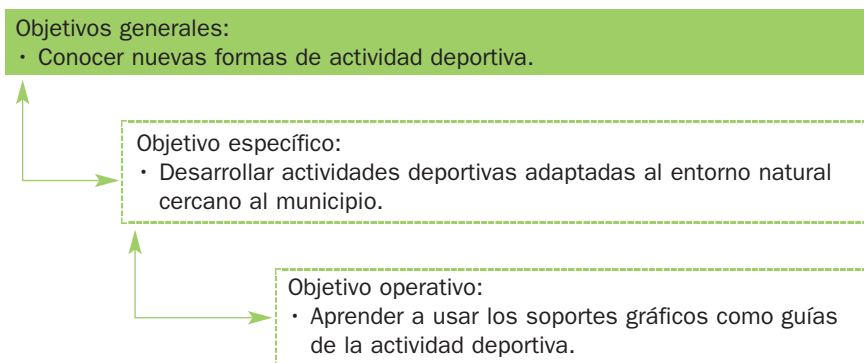 Objetivos generales:
· Conocer nuevas formas de actividad deportiva.
Objetivo específico:
· Desarrollar actividades deportivas adaptadas al entorno natural
cercano al municipio.
Objetivo operativo:
· Aprender a usar los soportes gráficos como guías
de la actividad deportiva.